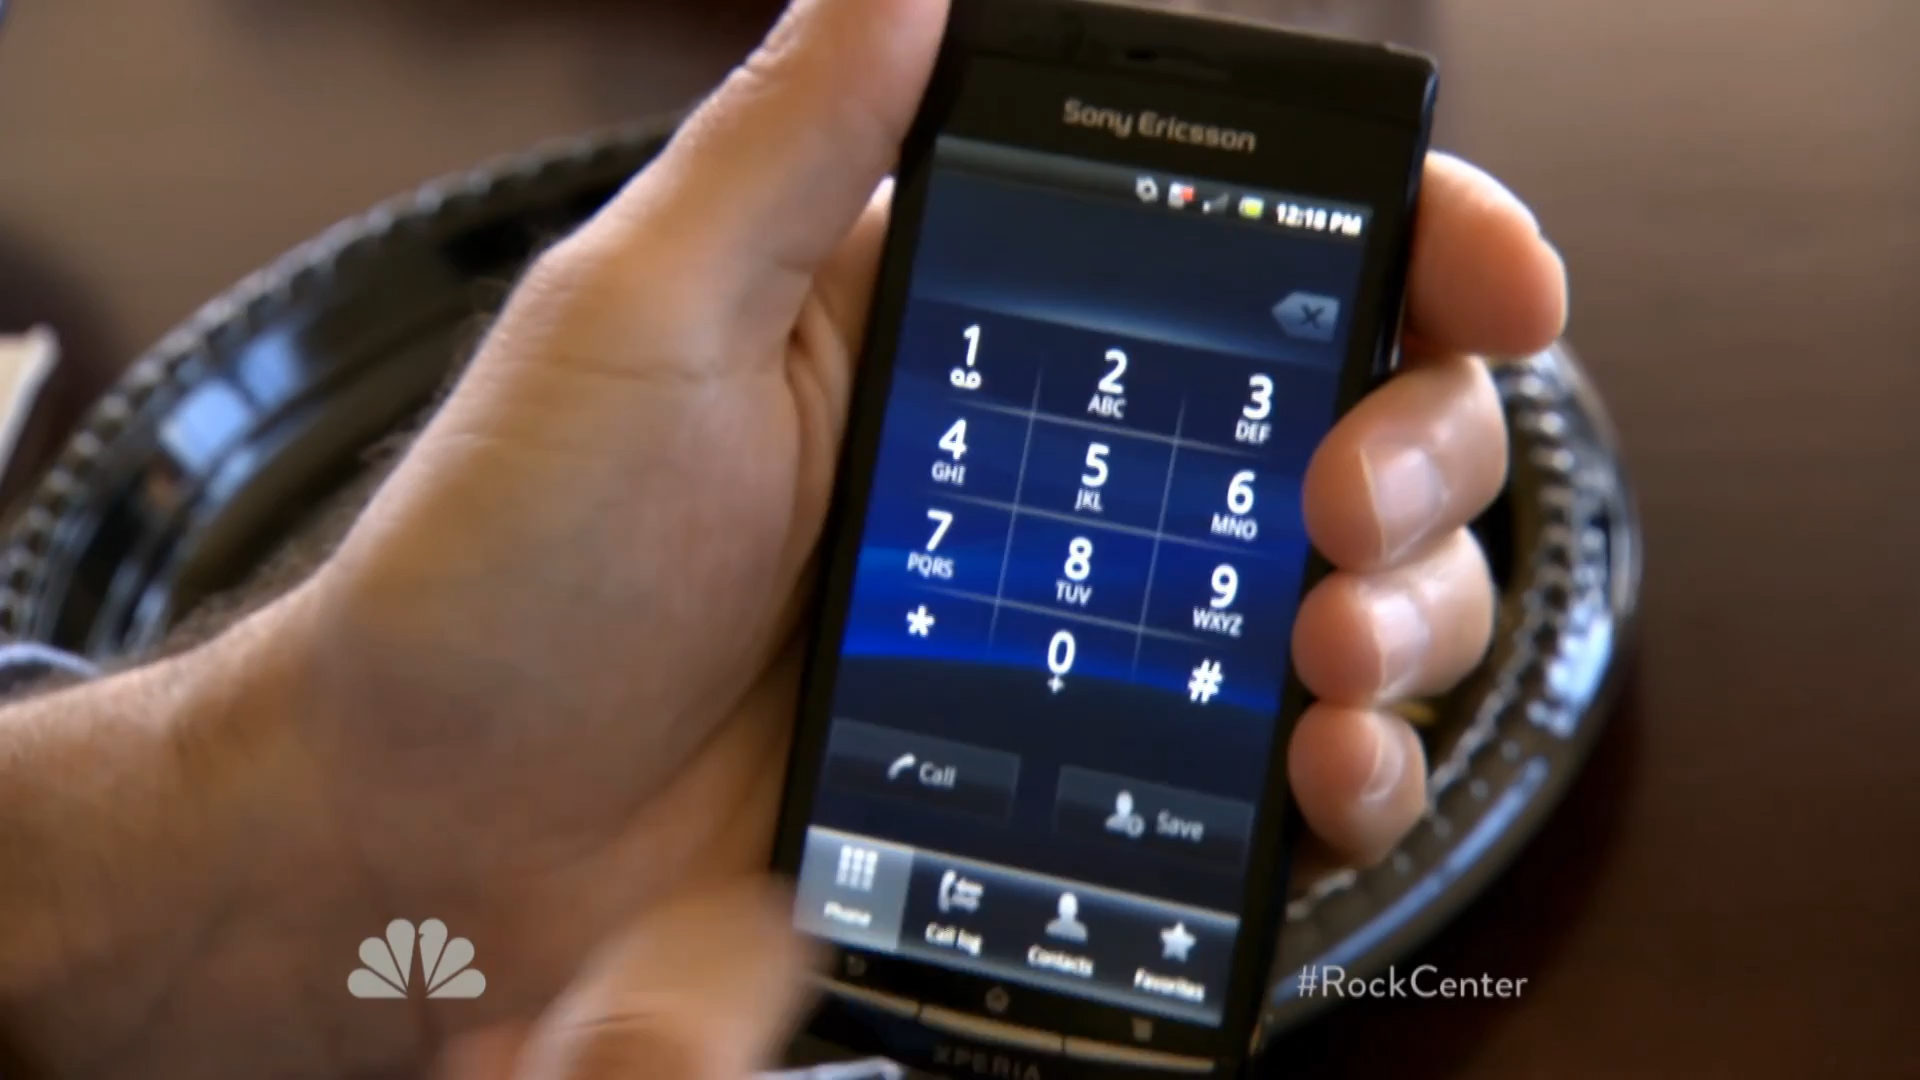 Sony Ericsson
12:18 PM
1
2 ABC
3 DEF
4 GHI
5 JKL
6 MNO
7 PQRS
8 TUV
9 WXYZ
*
0 +
#
Call
Save
Phone
Call log
Contacts
Favorites
#RockCenter
XPERIA